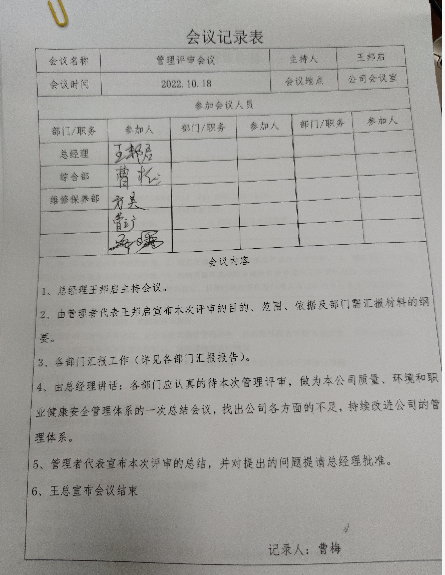 会议记录表
会议名称 管理评审会议 主持人 王邦启
会议时间 2022.10.18 会议地点 公司会议室
参加会议人员
部门/职务 参加人 部门/职务 参加人 部门/职务 参加人
总经理 王邦启
综合部 曹梅
维修保养部
会议内容
1、总经理王邦启主持会议。
2、由管理者代表王邦启宣布本次评审的目的、范围、依据及部门需汇报材料的纲
要。
3、各部门汇报工作（详见各部门汇报报告）。
4、由总经理讲话：各部门应认真的待本次管理评审，做为本公司质量、环境和职
业健康安全管理体系的一次总结会议，找出公司各方面的不足，持续改进公司的管
理体系。
5、管理者代表宣布本次评审的总结，并对提出的问题提请总经理批准。
6、王总宣布会议结束
记录人：曹梅